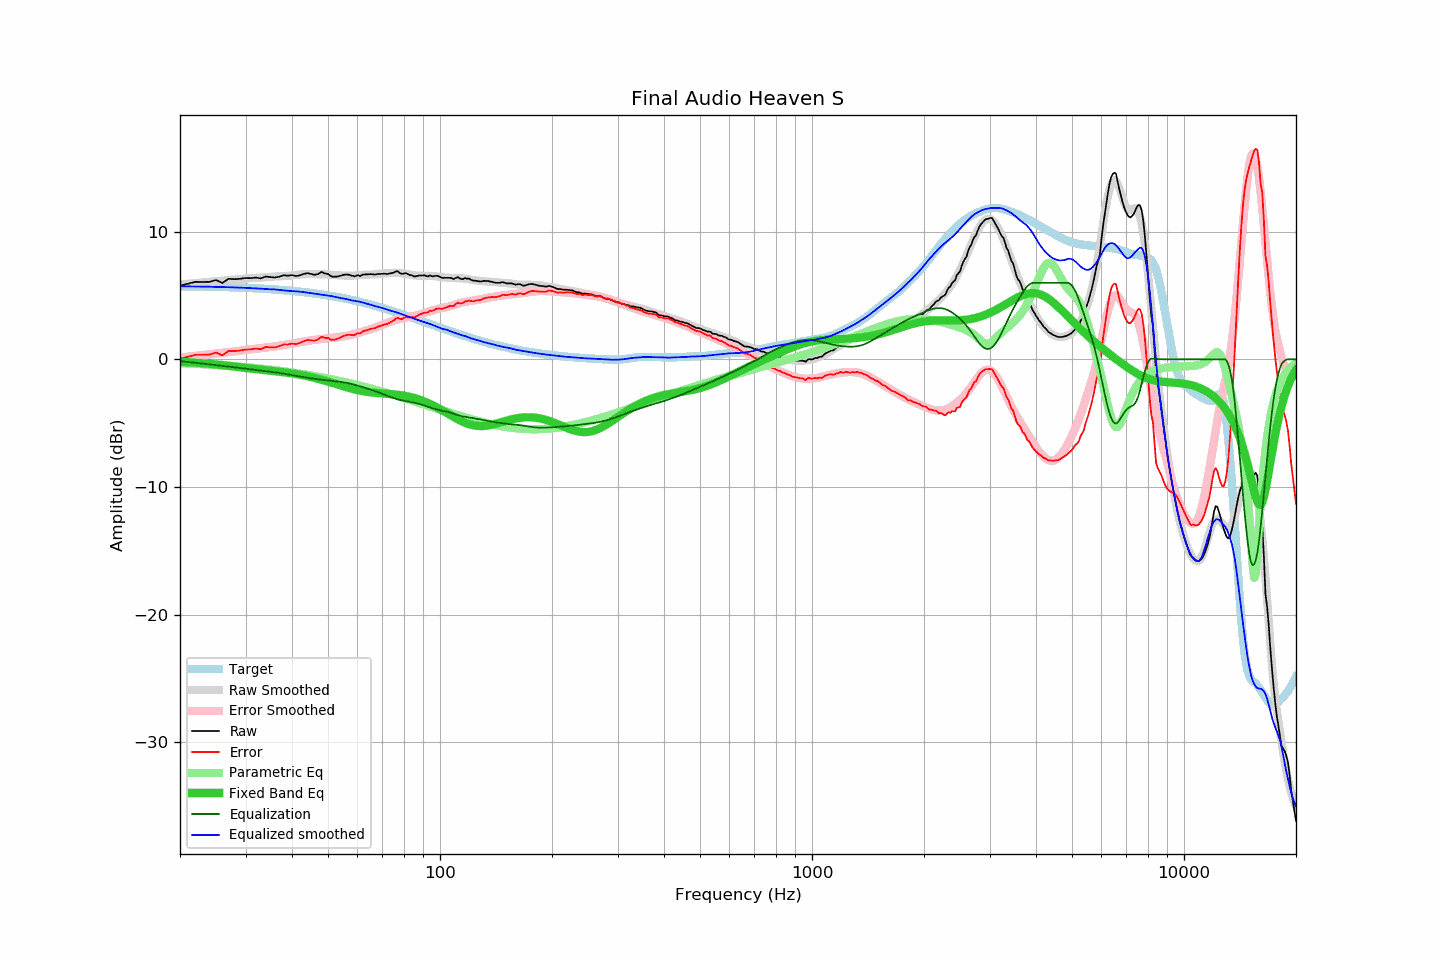 Final Audio Heaven S
Amplitude (dBr)
10
0
−10
−20
−30
Target
Raw Smoothed
Error Smoothed
Raw
Error
Parametric Eq
Fixed Band Eq
Equalization
Equalized smoothed
100
1000
10000
Frequency (Hz)